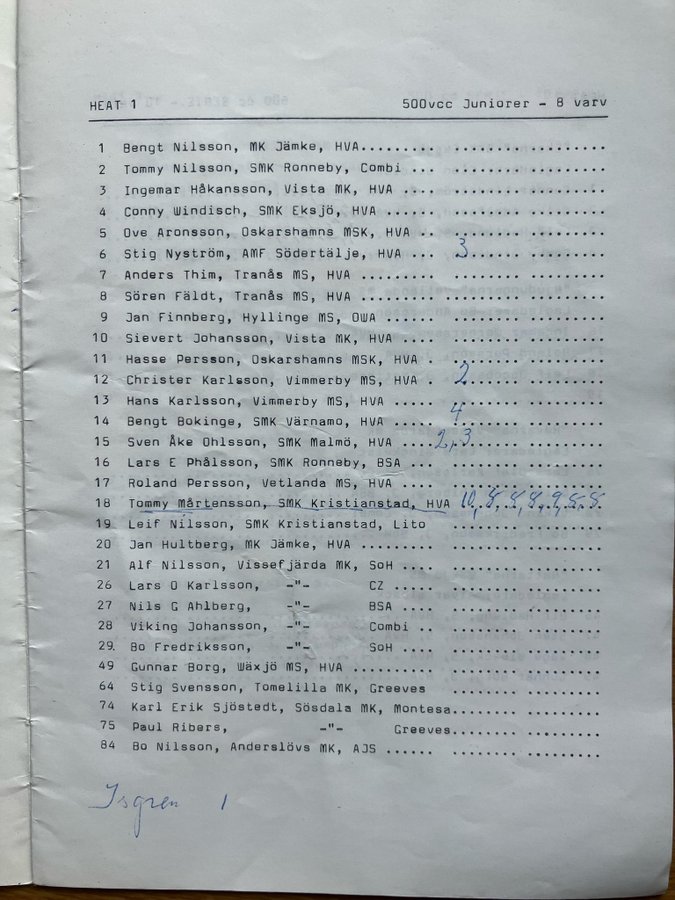 HEAT 1 500vcc Juniorer - 8 varv
1 Bengt Nilsson, MK Jämke, HVA
2 Tommy Nilsson, SMK Ronneby, Combi ...
3 Ingemar Håkansson, Vista MK, HVA ....
4 Conny Windisch, SMK Eksjö, HVA ......
5 Ove Aronsson, Oskarshamns MSK, HVA ..
6 Stig Nyström, AMF Södertälje, HVA ... 3
7 Anders Thim, Tranås MS, HVA .........
8 Sören Fäldt, Tranås MS, HVA .........
9 Jan Finnberg, Hyllinge MS, OWA ......
10 Sievert Johansson, Vista MK, HVA ....
11 Hasse Persson, Oskarshamns MSK, HVA .
12 Christer Karlsson, Vimmerby MS, HVA . 2
13 Hans Karlsson, Vimmerby MS, HVA .....
14 Bengt Bokinge, SMK Värnamo, HVA ..... 4
15 Sven Åke Ohlsson, SMK Malmö, HVA .... 2, 3
16 Lars E Phålsson, SMK Ronneby, BSA ...
17 Roland Persson, Vetlanda MS, HVA ....
18 Tommy Mårtensson, SMK Kristianstad, HVA 10,
19 Leif Nilsson, SMK Kristianstad, Lito
20 Jan Hultberg, MK Jämke, HVA .........
21 Alf Nilsson, Vissefjärda MK, SoH ....
26 Lars O Karlsson, -"- CZ .....
27 Nils G Ahlberg, -"- BSA ....
28 Viking Johansson, -"- Combi ..
29. Bo Fredriksson, -"- SoH ....
49 Gunnar Borg, Wäxjö MS, HVA ..........
64 Stig Svensson, Tomelilla MK, Greeves
74 Karl Erik Sjöstedt, Sösdala MK, Montesa
75 Paul Ribers, -"- Greeves
84 Bo Nilsson, Anderslövs MK, AJS ......
Isgren 1